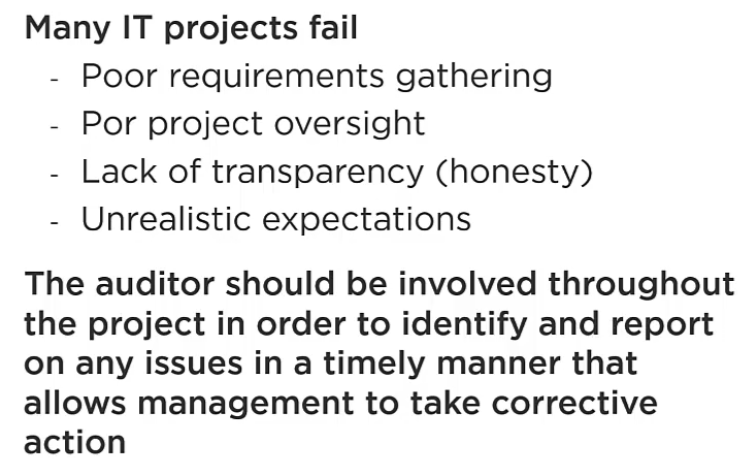 Many IT projects fail
- Poor requirements gathering
- Por project oversight
- Lack of transparency (honesty)
- Unrealistic expectations
The auditor should be involved throughout
the project in order to identify and report
on any issues in a timely manner that
allows management to take corrective
action